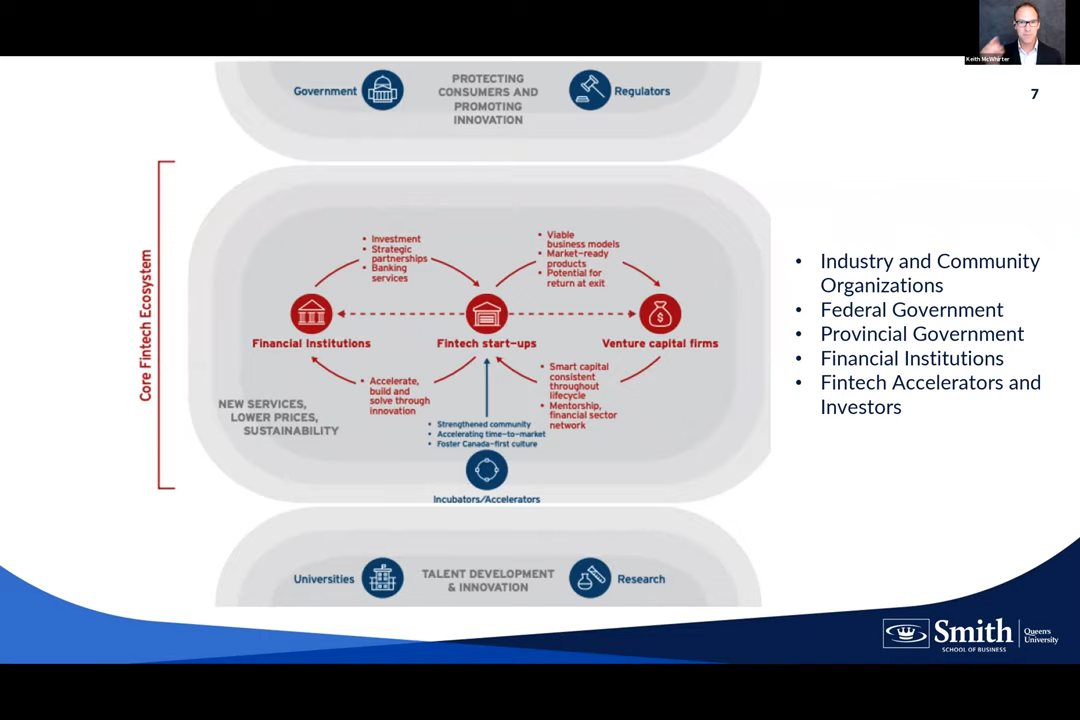 Keith McWhirter
7
Government
PROTECTING
CONSUMERS AND
PROMOTING
INNOVATION
Regulators
Core Fintech Ecosystem
• Investment
• Strategic
partnerships
• Banking
services
• Viable
business models
• Market-ready
products
• Potential for
return at exit
Financial Institutions
Fintech start-ups
Venture capital firms
• Accelerate,
build and
solve through
innovation
• Smart capital
consistent
throughout
lifecycle
• Mentorship,
financial sector
network
NEW SERVICES,
LOWER PRICES,
SUSTAINABILITY
• Strengthened community
• Accelerating time-to-market
• Foster Canada-first culture
Incubators/Accelerators
Universities
TALENT DEVELOPMENT
& INNOVATION
Research
• Industry and Community
Organizations
• Federal Government
• Provincial Government
• Financial Institutions
• Fintech Accelerators and
Investors
Smith
SCHOOL OF BUSINESS
Queen's
University